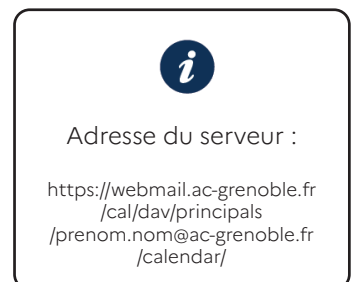 i
Adresse du serveur :
https://webmail.ac-grenoble.fr
/cal/dav/principals
/prenom.nom@ac-grenoble.fr
/calendar/